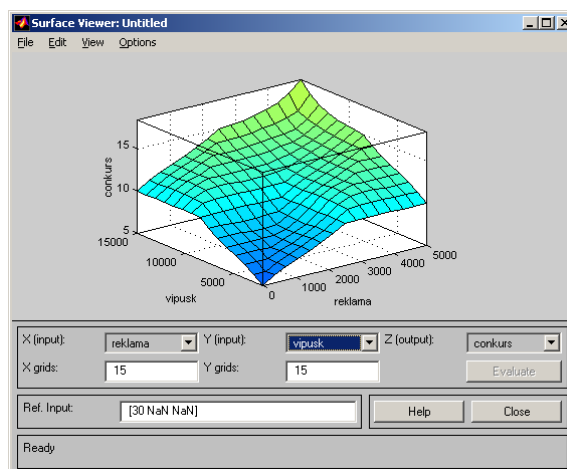 Surface Viewer: Untitled
File Edit View Options
conkurs
15
10
5
15000
10000
5000
0
1000
2000
3000
4000
5000
vipusk
reklama
X (input): reklama Y (input): vipusk Z (output): conkurs
X grids: 15 Y grids: 15 Evaluate
Ref. Input: [30 NaN NaN] Help Close
Ready